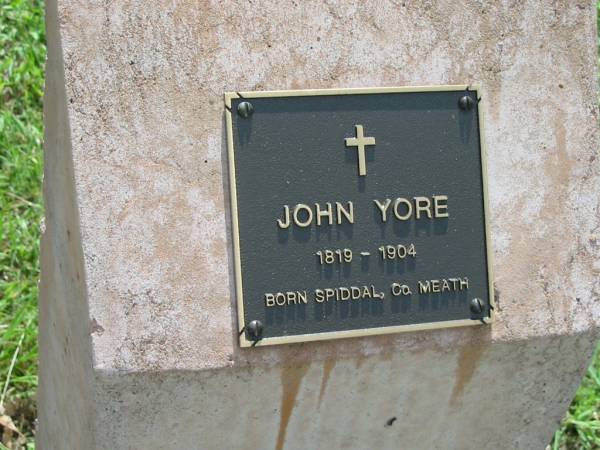 JOHN YORE
1819 - 1904
BORN SPIDDAL, Co. MEATH